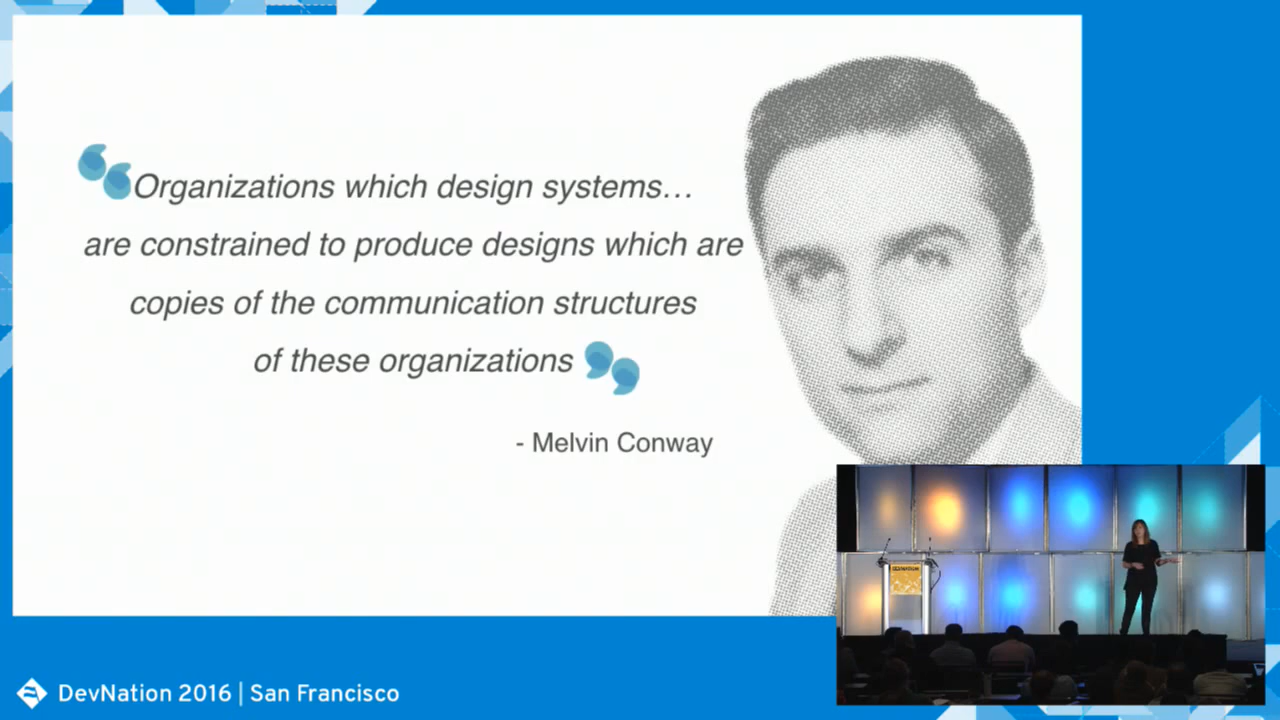 Organizations which design systems…
are constrained to produce designs which are
copies of the communication structures
of these organizations
- Melvin Conway
DEVNATION
DevNation 2016 | San Francisco